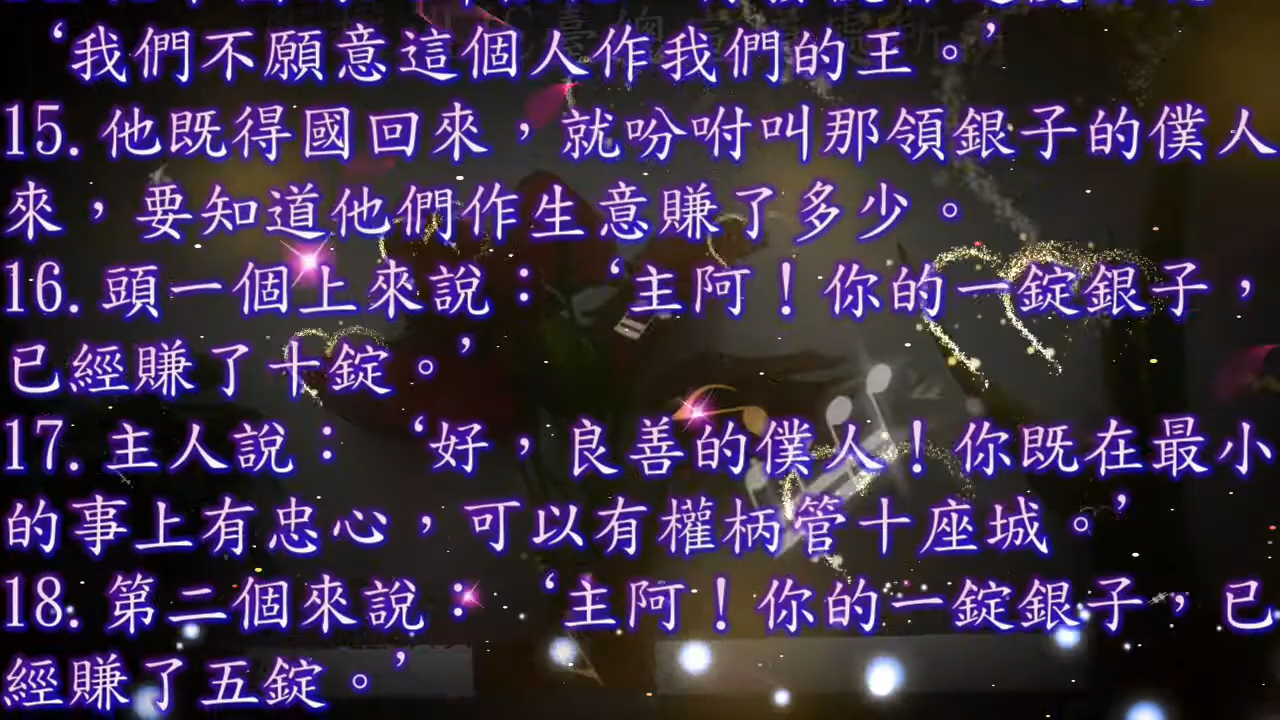 ‘我們不願意這個人作我們的王。’
15. 他既得國回來，就吩咐叫那領銀子的僕人
來，要知道他們作生意賺了多少。
16. 頭一個上來說：‘主阿！你的一錠銀子，
已經賺了十錠。’
17. 主人說：‘好，良善的僕人！你既在最小
的事上有忠心，可以有權柄管十座城。’
18. 第二個來說：‘主阿！你的一錠銀子，已
經賺了五錠。’